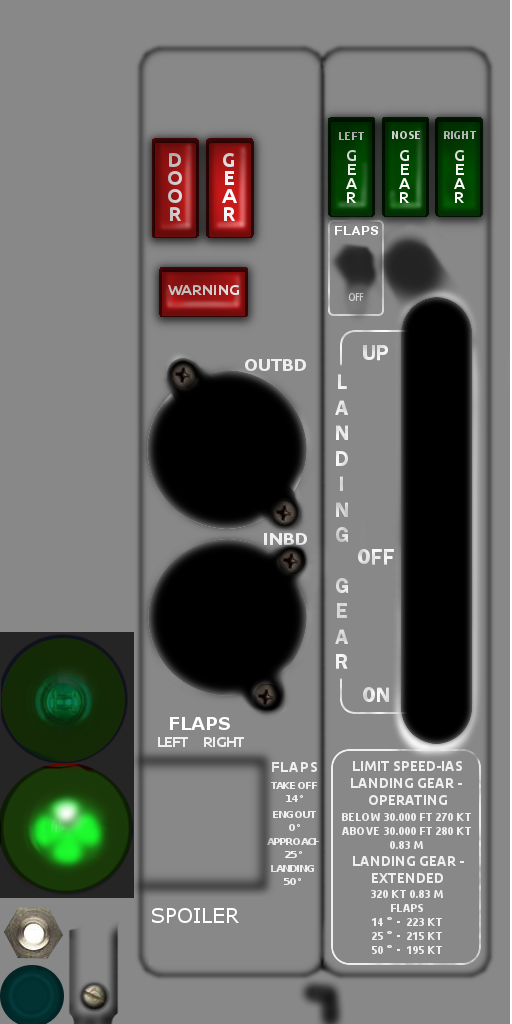 DOOR
GEAR
LEFT GEAR
NOSE GEAR
RIGHT GEAR
FLAPS
OFF
WARNING
UP
OUTBD
LANDING GEAR
OFF
INBD
ON
FLAPS
LEFT RIGHT
FLAPS
TAKE OFF
14°
ENG OUT
0°
APPROACH
25°
LANDING
50°
SPOILER
LIMIT SPEED-IAS
LANDING GEAR -
OPERATING
BELOW 30.000 FT 270 KT
ABOVE 30.000 FT 280 KT
0.83 M
LANDING GEAR -
EXTENDED
320 KT 0.83 M
FLAPS
14 ° - 223 KT
25 ° - 215 KT
50 ° - 195 KT